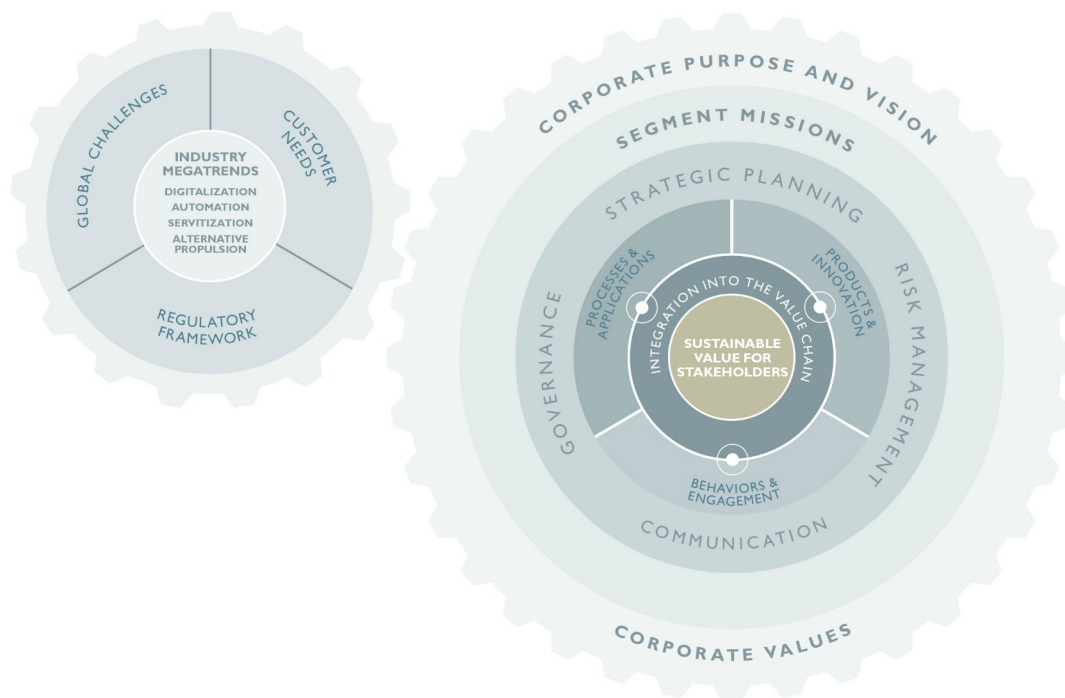 GLOBAL CHALLENGES
CUSTOMER
NEEDS
INDUSTRY
MEGATRENDS
DIGITALIZATION
AUTOMATION
SERVITIZATION
ALTERNATIVE
PROPULSION
REGULATORY
FRAMEWORK
CORPORATE PURPOSE AND VISION
SEGMENT MISSIONS
STRATEGIC PLANNING
GOVERNANCE
RISK MANAGEMENT
PROCESSES &
APPLICATIONS
PRODUCTS &
INNOVATION
INTEGRATION INTO THE VALUE CHAIN
SUSTAINABLE
VALUE FOR
STAKEHOLDERS
BEHAVIORS &
ENGAGEMENT
COMMUNICATION
CORPORATE VALUES